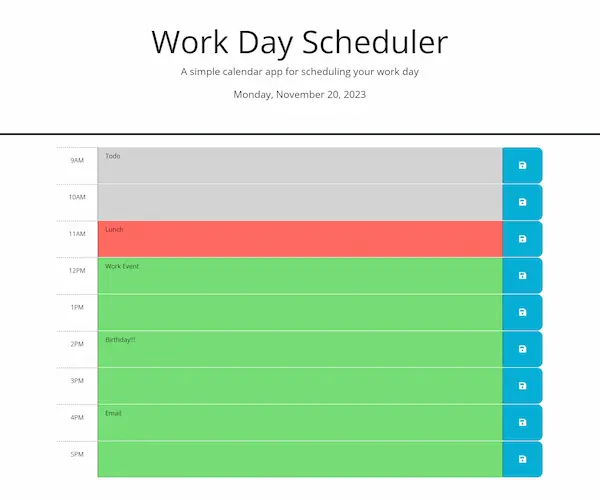 Work Day Scheduler
A simple calendar app for scheduling your work day
Monday, November 20, 2023
9AM Todo
10AM
11AM Lunch
12PM Work Event
1PM
2PM Birthday!!!
3PM
4PM Email
5PM